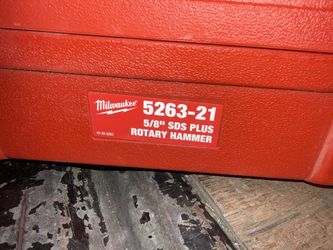 Milwaukee
5263-21
5/8" SDS PLUS
ROTARY HAMMER